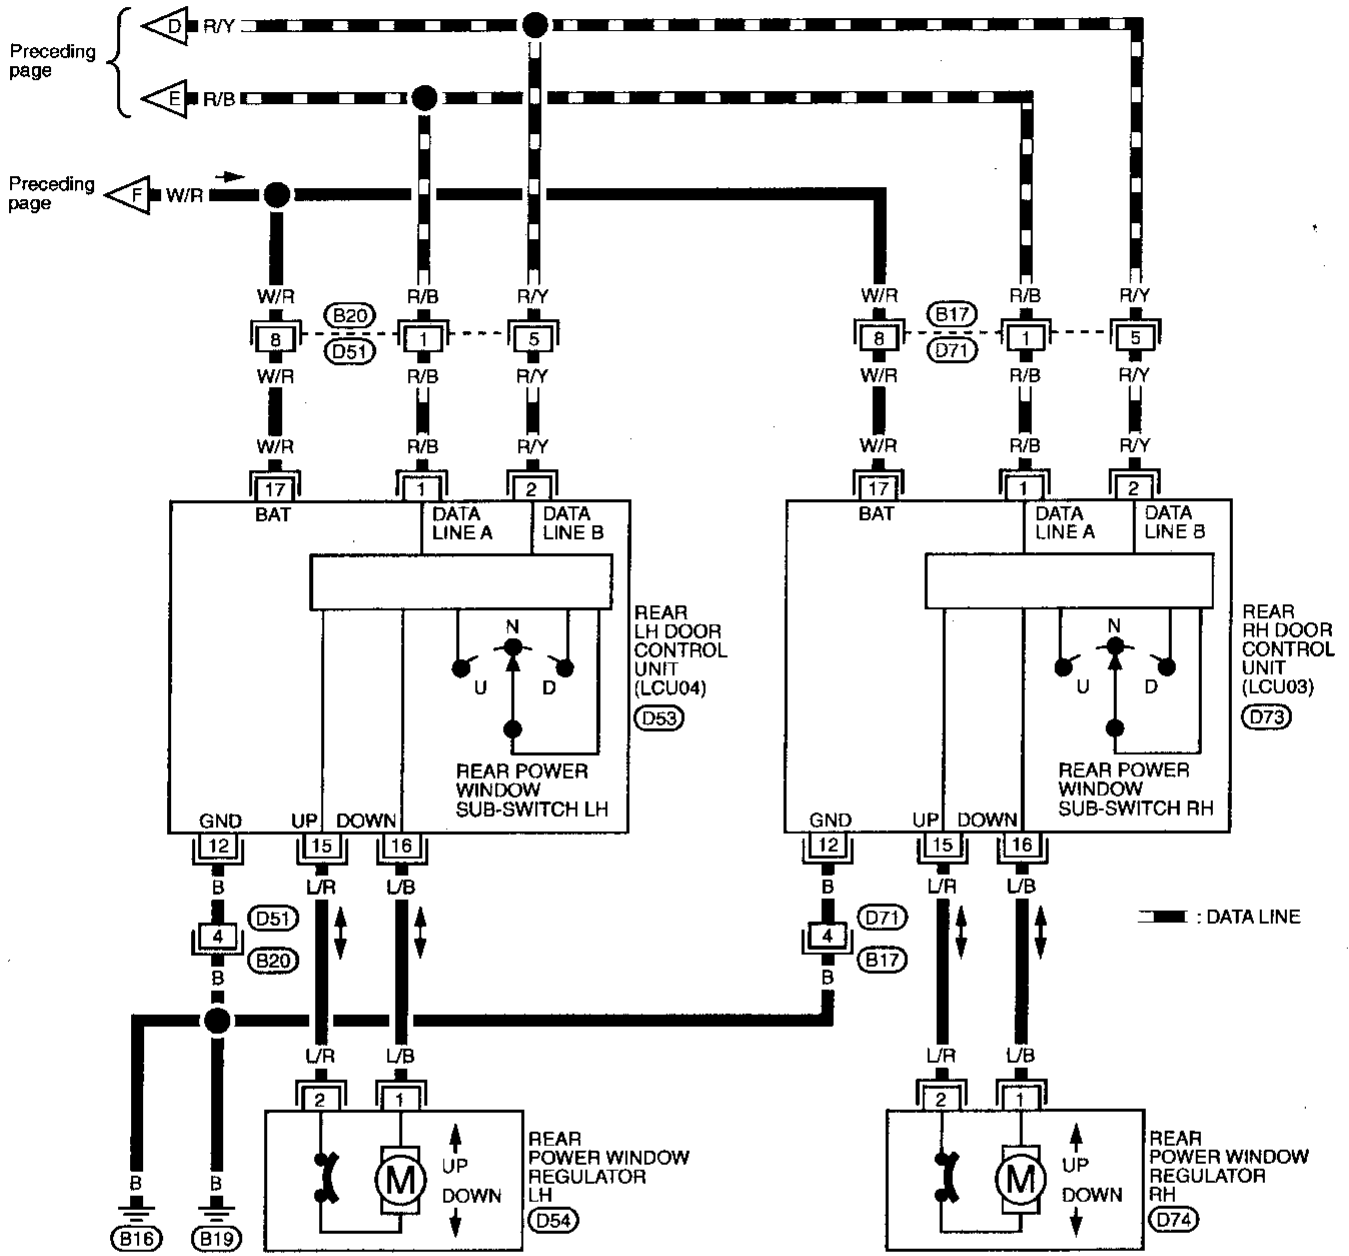 Preceding
page
D R/Y
E R/B
Preceding
page
F W/R
W/R R/B R/Y W/R R/B R/Y
B20 B17
8 1 5 8 1 5
D51 D71
W/R R/B R/Y W/R R/B R/Y
W/R R/B R/Y W/R R/B R/Y
17 1 2 17 1 2
BAT DATA LINE A DATA LINE B
BAT DATA LINE A DATA LINE B
REAR
LH DOOR
CONTROL
UNIT
(LCU04)
D53
N
U D
REAR POWER
WINDOW
SUB-SWITCH LH
REAR
RH DOOR
CONTROL
UNIT
(LCU03)
D73
N
U D
REAR POWER
WINDOW
SUB-SWITCH RH
GND UP DOWN GND UP DOWN
12 15 16 12 15 16
B L/R L/B B L/R L/B
D51 D71
4 4
B20 B17
B B
: DATA LINE
L/R L/B L/R L/B
2 1 2 1
M
UP
DOWN
REAR
POWER WINDOW
REGULATOR
LH
D54
M
UP
DOWN
REAR
POWER WINDOW
REGULATOR
RH
D74
B B
B16 B19